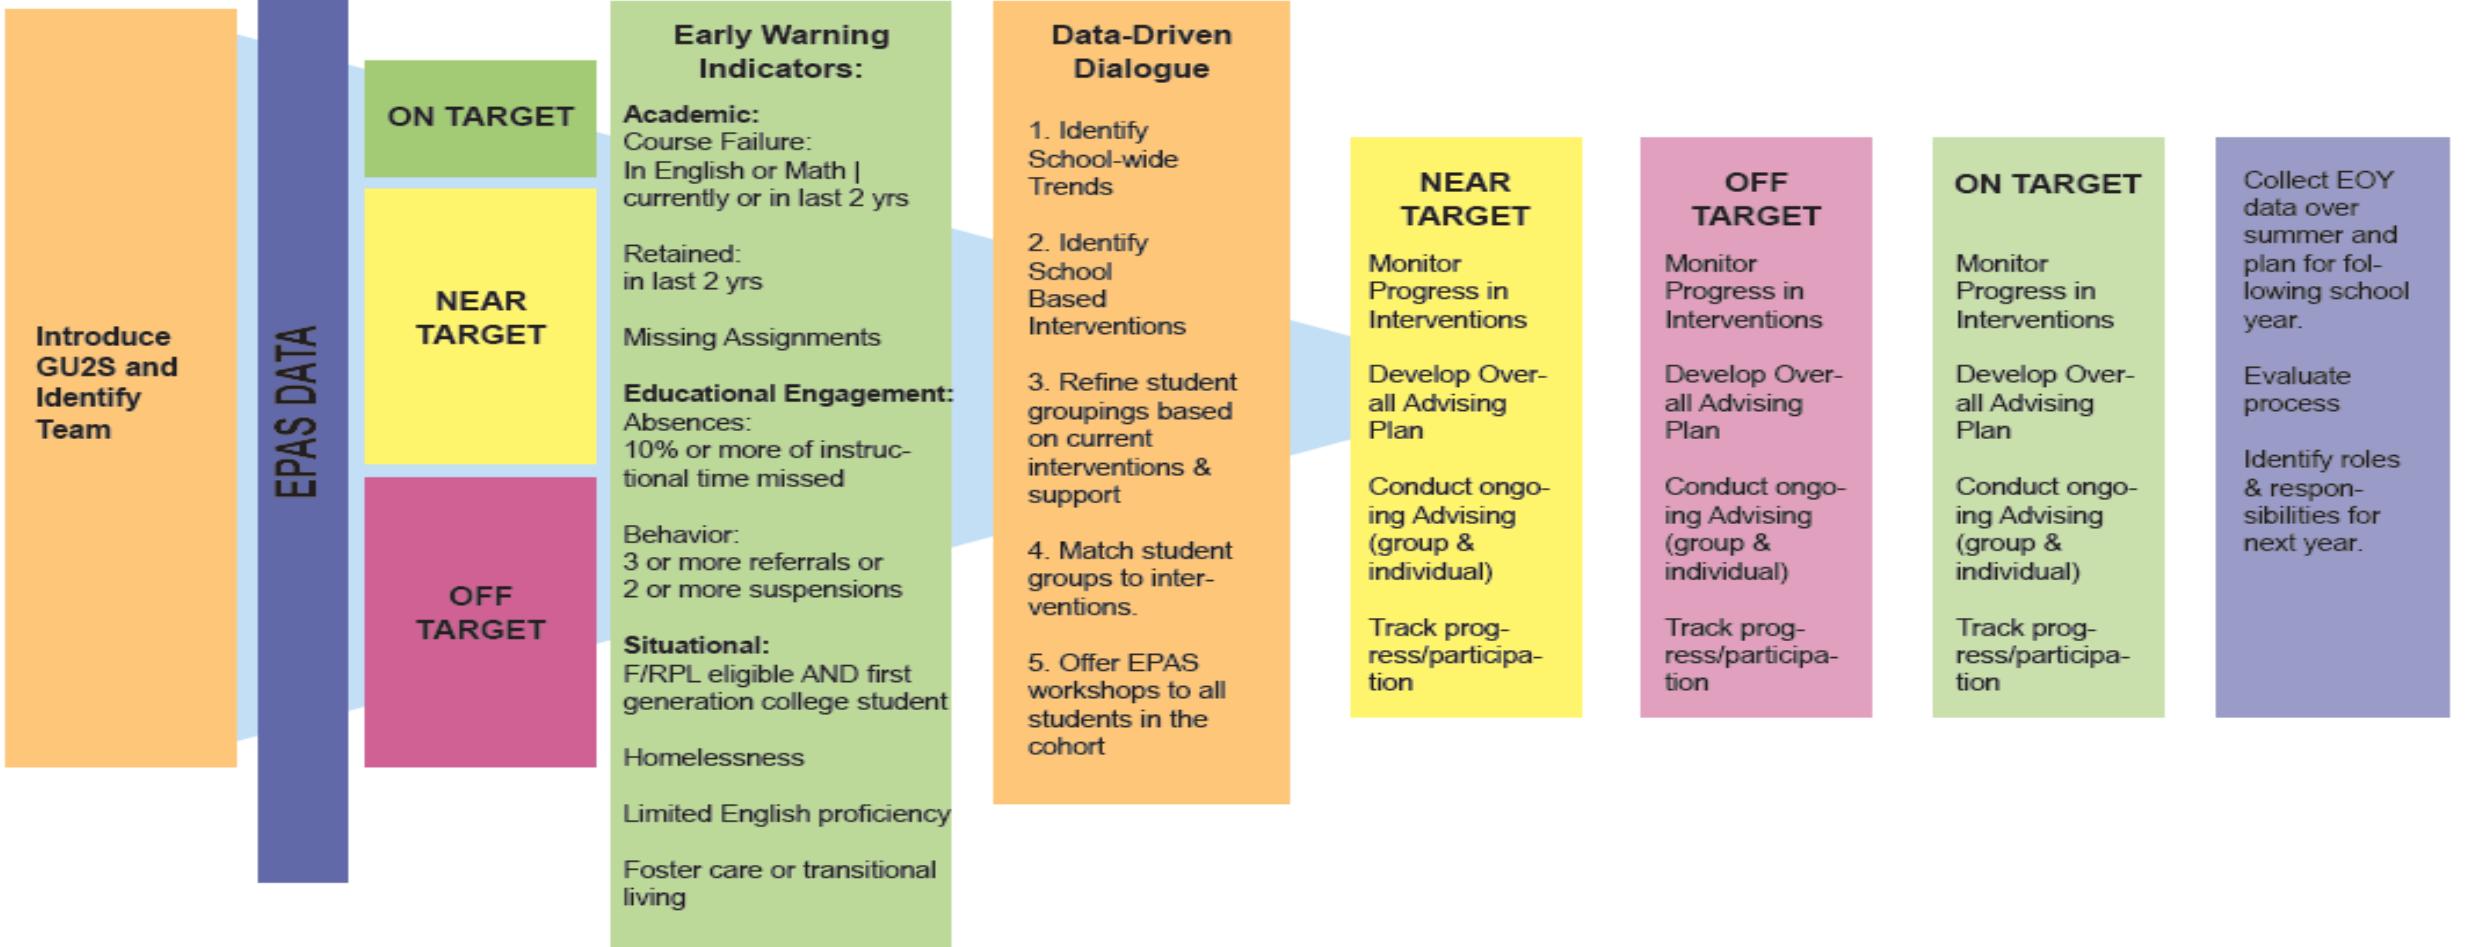 Introduce
GU2S and
Identify
Team
EPAS DATA
ON TARGET
NEAR
TARGET
OFF
TARGET
Early Warning
Indicators:
Academic:
Course Failure:
In English or Math |
currently or in last 2 yrs
Retained:
in last 2 yrs
Missing Assignments
Educational Engagement:
Absences:
10% or more of instruc-
tional time missed
Behavior:
3 or more referrals or
2 or more suspensions
Situational:
F/RPL eligible AND first
generation college student
Homelessness
Limited English proficiency
Foster care or transitional
living
Data-Driven
Dialogue
1. Identify
School-wide
Trends
2. Identify
School
Based
Interventions
3. Refine student
groupings based
on current
interventions &
support
4. Match student
groups to inter-
ventions.
5. Offer EPAS
workshops to all
students in the
cohort
NEAR
TARGET
Monitor
Progress in
Interventions
Develop Over-
all Advising
Plan
Conduct ongo-
ing Advising
(group &
individual)
Track prog-
ress/participa-
tion
OFF
TARGET
Monitor
Progress in
Interventions
Develop Over-
all Advising
Plan
Conduct ongo-
ing Advising
(group &
individual)
Track prog-
ress/participa-
tion
ON TARGET
Monitor
Progress in
Interventions
Develop Over-
all Advising
Plan
Conduct ongo-
ing Advising
(group &
individual)
Track prog-
ress/participa-
tion
Collect EOY
data over
summer and
plan for fol-
lowing school
year.
Evaluate
process
Identify roles
& respon-
sibilities for
next year.